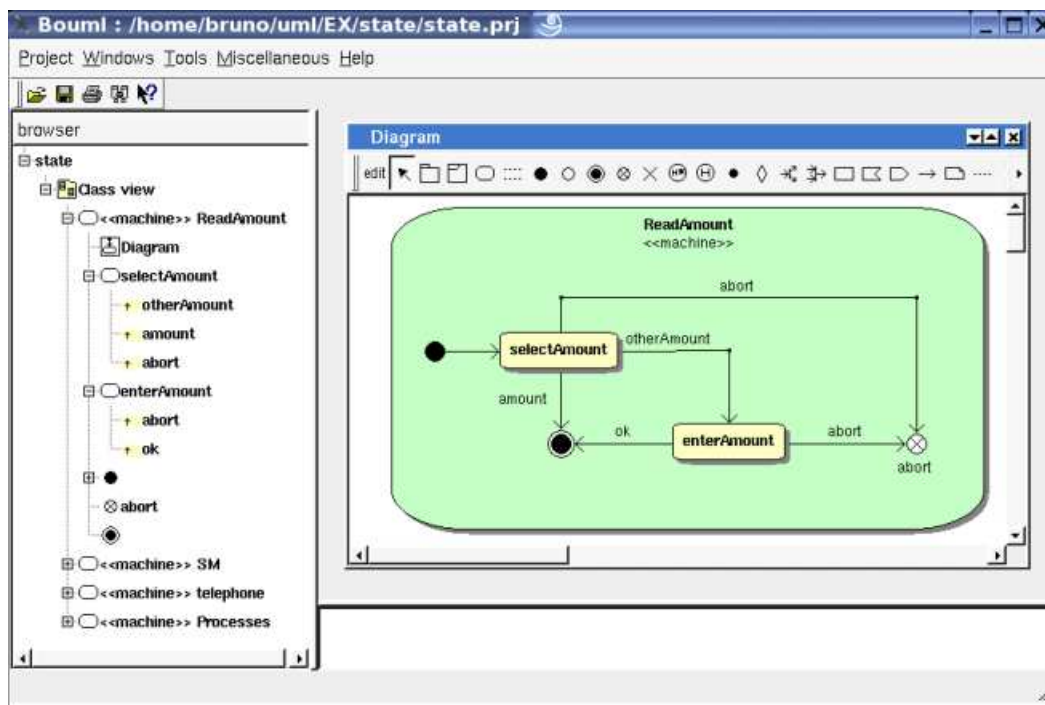 Bouml : /home/bruno/uml/EX/state/state.prj
Project Windows Tools Miscellaneous Help
browser
state
Class view
<<machine>> ReadAmount
Diagram
selectAmount
otherAmount
amount
abort
enterAmount
abort
ok
abort
<<machine>> SM
<<machine>> telephone
<<machine>> Processes
Diagram
edit
ReadAmount
<<machine>>
abort
selectAmount
otherAmount
amount
ok
enterAmount
abort
abort